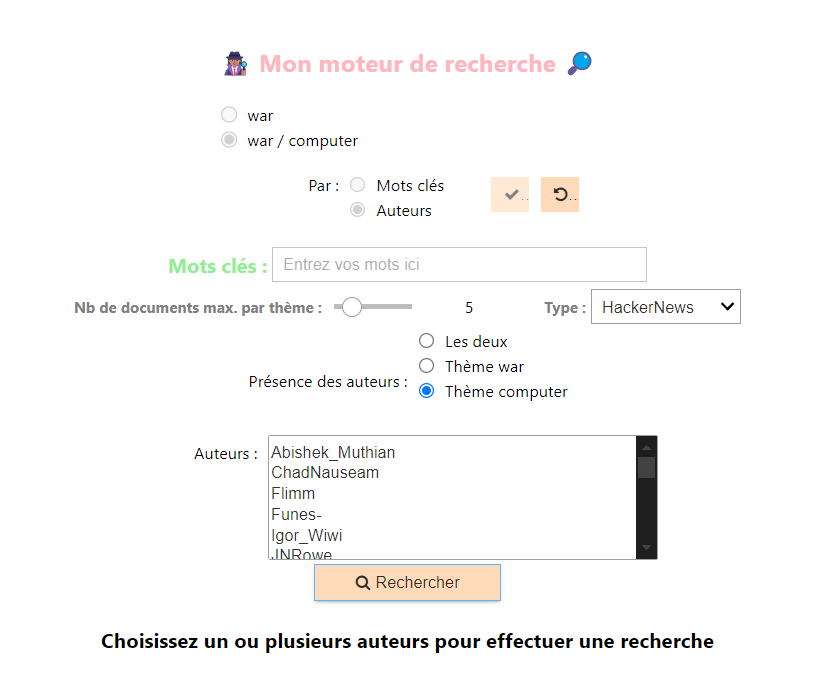 Mon moteur de recherche
war
war / computer
Par :
Mots clés
Auteurs
..
..
Mots clés :
Entrez vos mots ici
Nb de documents max. par thème :
5
Type :
HackerNews
Présence des auteurs :
Les deux
Thème war
Thème computer
Auteurs :
Abishek_Muthian
ChadNauseam
Flimm
Funes-
Igor_Wiwi
JNRowe
Rechercher
Choisissez un ou plusieurs auteurs pour effectuer une recherche